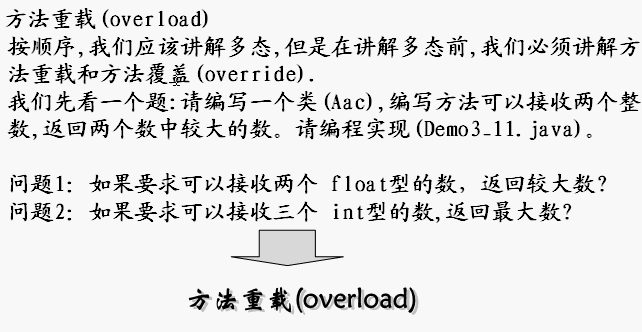 方法重载(overload)
按顺序,我们应该讲解多态,但是在讲解多态前,我们必须讲解方
法重载和方法覆盖(override).
我们先看一个题:请编写一个类(Aac),编写方法可以接收两个整
数,返回两个数中较大的数。请编程实现(Demo3-11.java)。
问题1: 如果要求可以接收两个 float型的数, 返回较大数?
问题2: 如果要求可以接收三个 int型的数,返回最大数?
方法重载(overload)